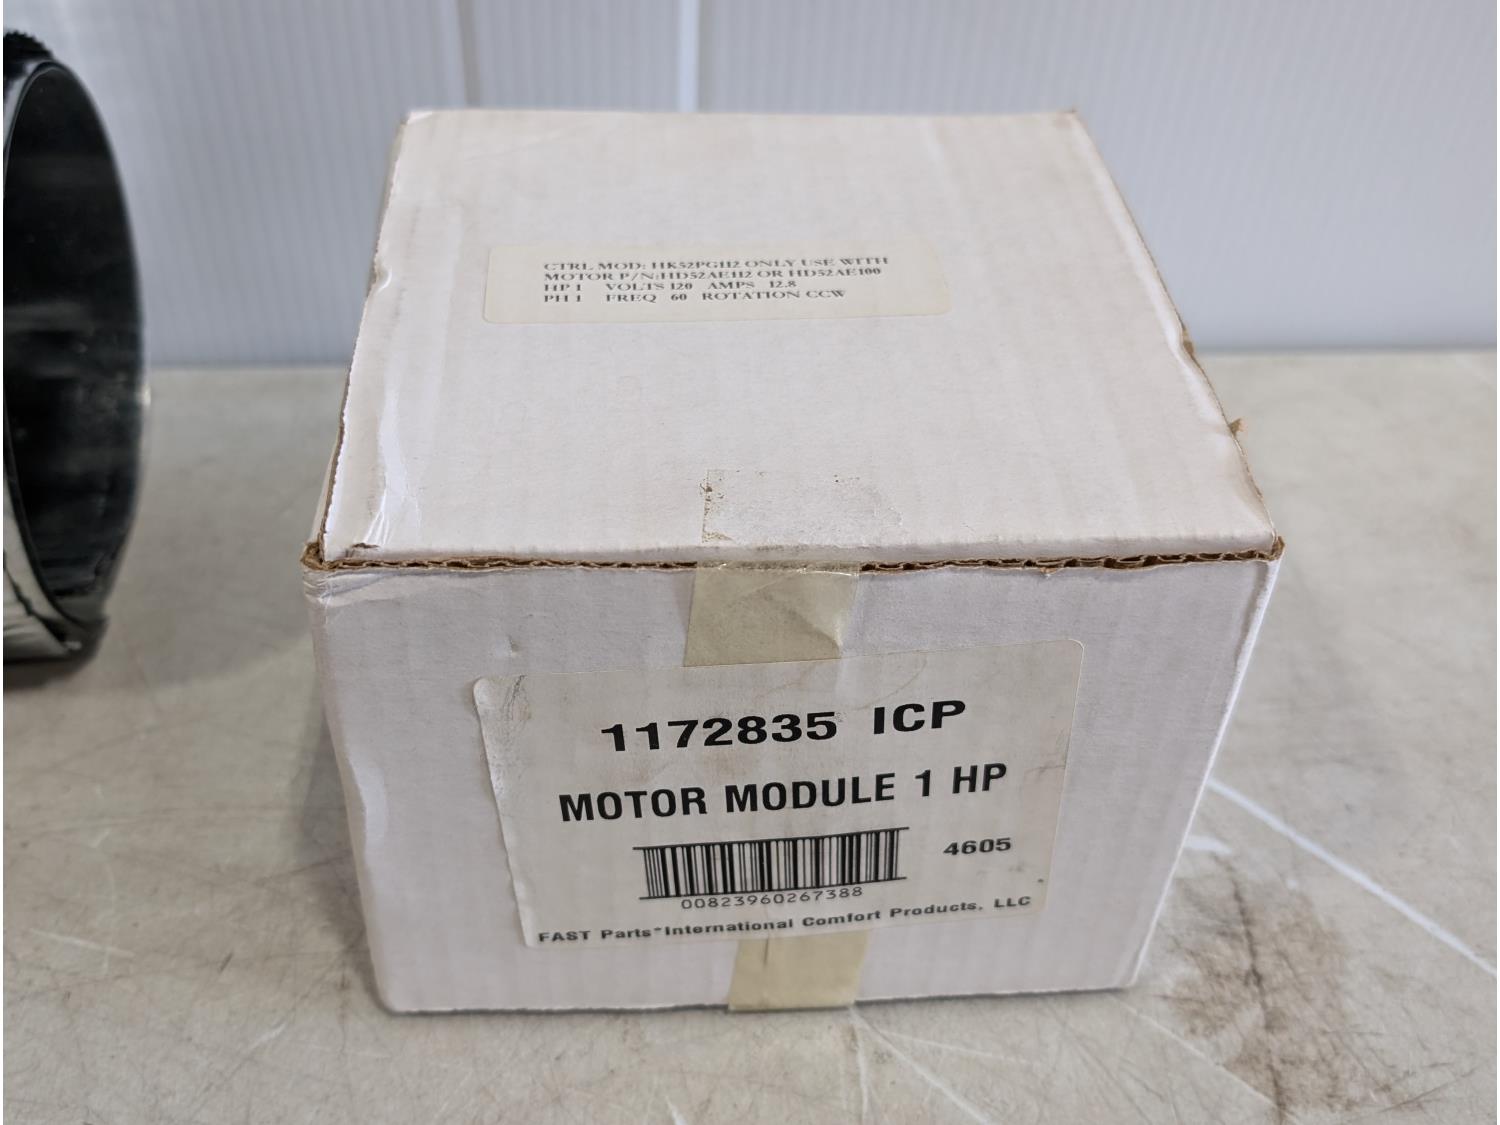 CTRL MOD: HK52PG112 ONLY USE WITH
MOTOR P/N:HD52AE112 OR HD52AE100
HP 1 VOLTS 120 AMPS 12.8
PH 1 FREQ 60 ROTATION CCW
1172835 ICP
MOTOR MODULE 1 HP
4605
00823960267388
FAST Parts*International Comfort Products, LLC